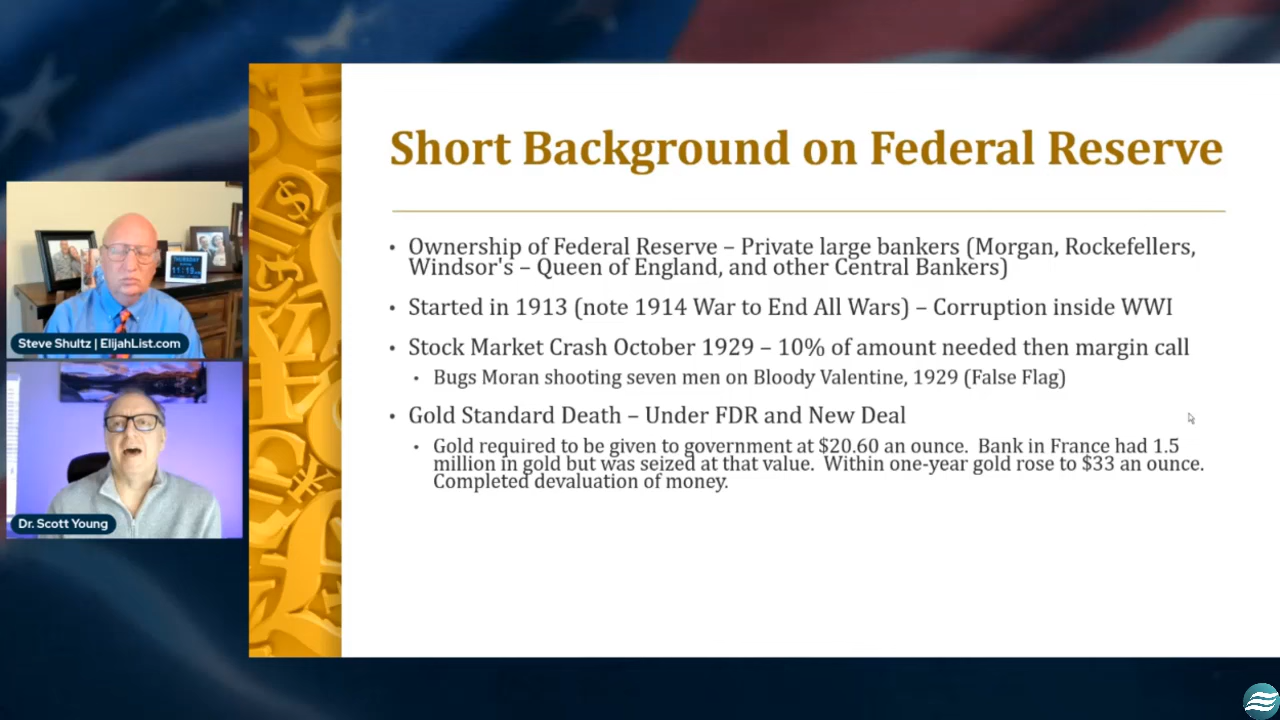 Short Background on Federal Reserve
• Ownership of Federal Reserve – Private large bankers (Morgan, Rockefellers,
Windsor's – Queen of England, and other Central Bankers)
• Started in 1913 (note 1914 War to End All Wars) – Corruption inside WWI
• Stock Market Crash October 1929 – 10% of amount needed then margin call
• Bugs Moran shooting seven men on Bloody Valentine, 1929 (False Flag)
• Gold Standard Death – Under FDR and New Deal
• Gold required to be given to government at $20.60 an ounce.  Bank in France had 1.5
million in gold but was seized at that value.  Within one-year gold rose to $33 an ounce.
Completed devaluation of money.
Steve Shultz | ElijahList.com
Dr. Scott Young